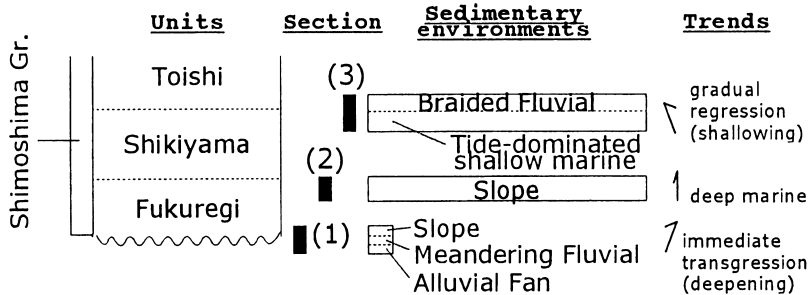 Units
Section
Sedimentary
environments
Trends
Shimoshima Gr.
Toishi
Shikiyama
Fukuregi
(3)
Braided Fluvial
Tide-dominated
shallow marine
gradual
regression
(shallowing)
(2)
Slope
deep marine
(1)
Slope
Meandering Fluvial
Alluvial Fan
immediate
transgression
(deepening)